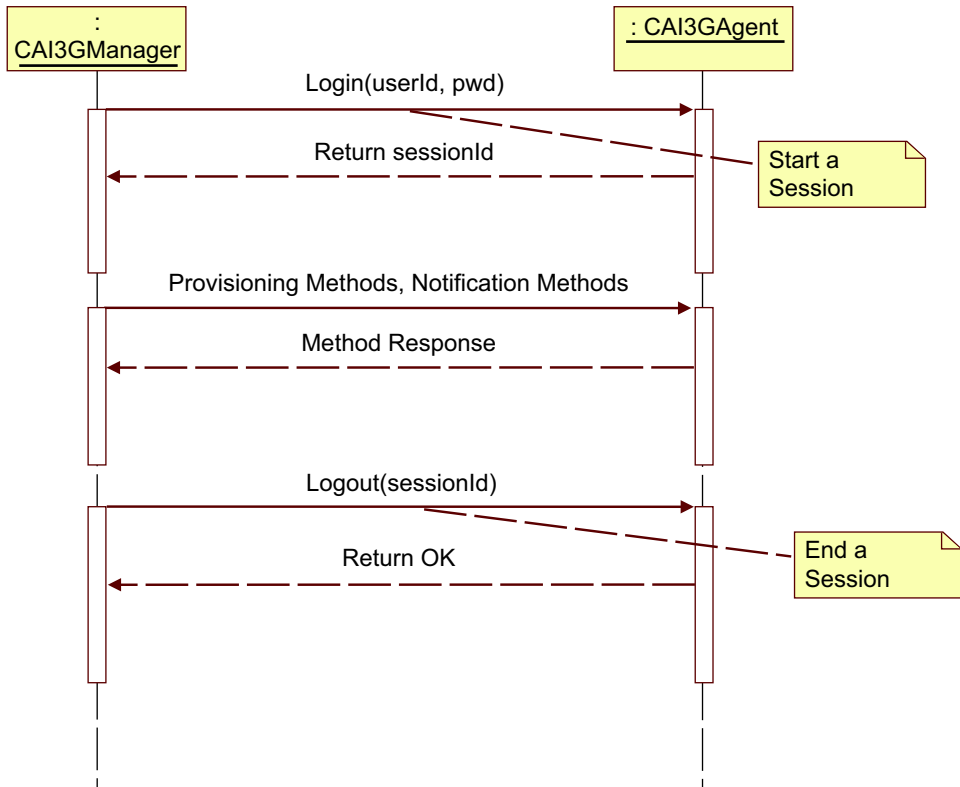 :
CAI3GManager
: CAI3GAgent
Login(userId, pwd)
Return sessionId
Start a
Session
Provisioning Methods, Notification Methods
Method Response
Logout(sessionId)
Return OK
End a
Session